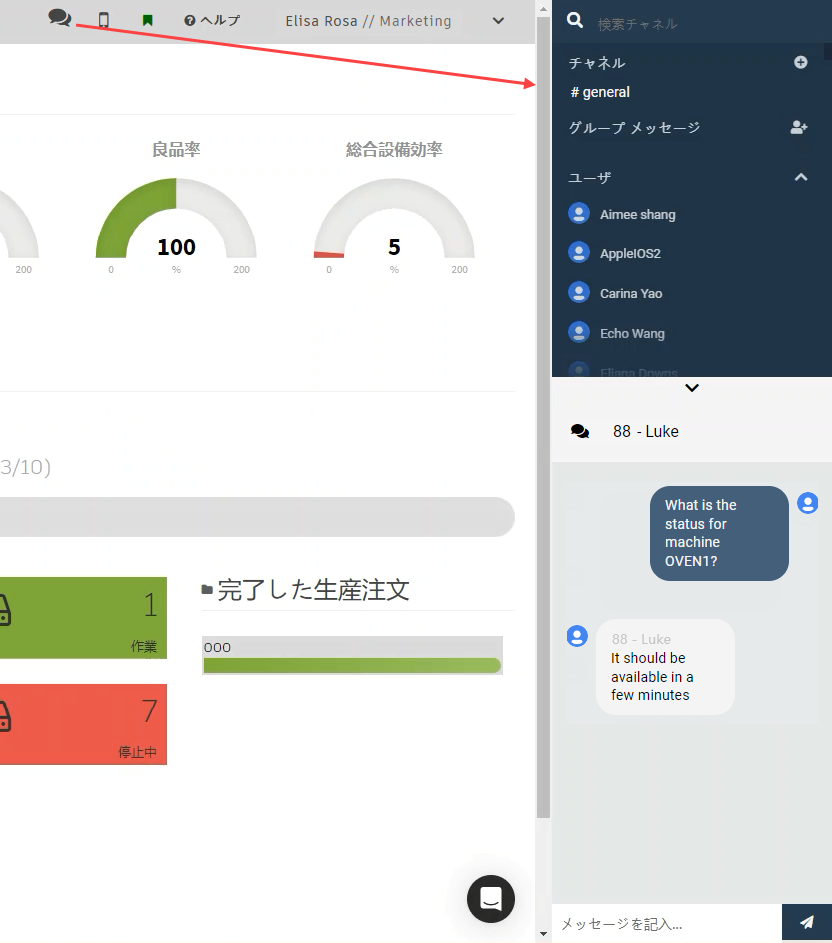 ヘルプ
Elisa Rosa // Marketing
良品率
総合設備効率
200
100
0
%
200
5
0
%
200
3/10)
1
作業
完了した生産注文
000
7
停止中
検索チャネル
チャネル
# general
グループ メッセージ
ユーザ
Aimee shang
AppleIOS2
Carina Yao
Echo Wang
Eliana Downs
88 - Luke
What is the
status for
machine
OVEN1?
88 - Luke
It should be
available in a
few minutes
メッセージを記入...